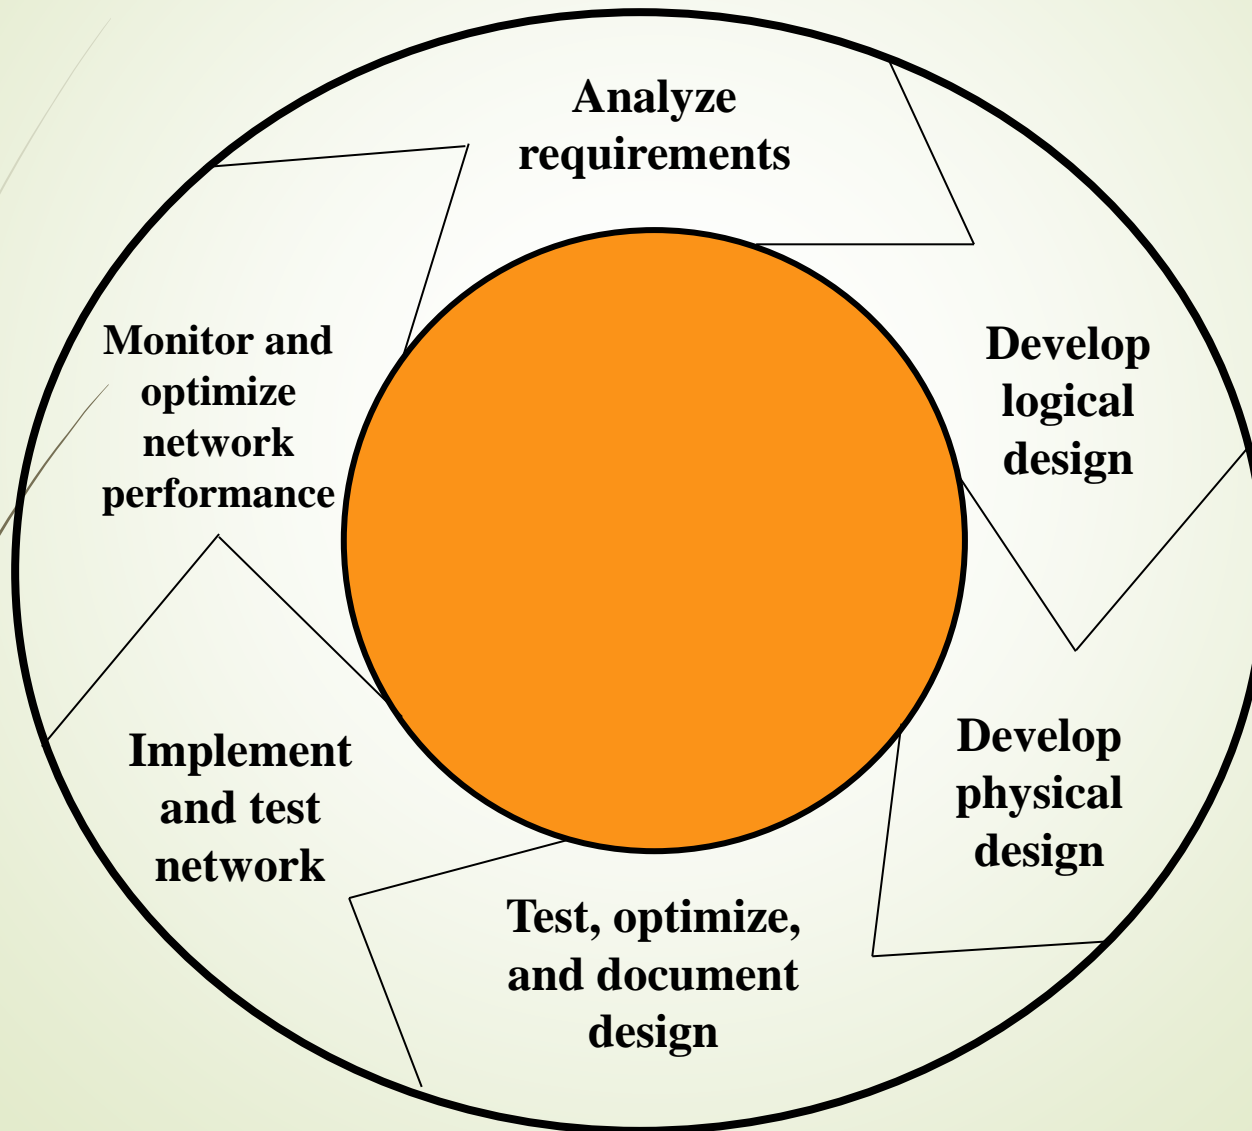 Analyze
requirements
Develop
logical
design
Develop
physical
design
Test, optimize,
and document
design
Implement
and test
network
Monitor and
optimize
network
performance